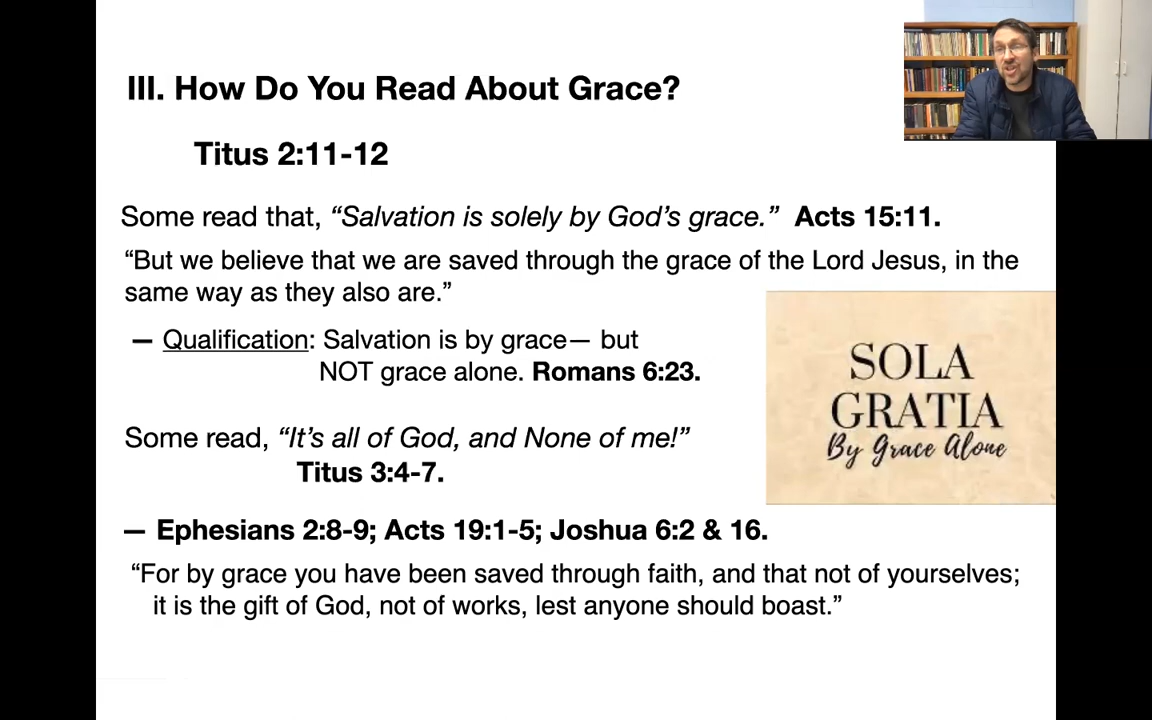 III. How Do You Read About Grace?
Titus 2:11-12
Some read that, “Salvation is solely by God’s grace.” Acts 15:11.
“But we believe that we are saved through the grace of the Lord Jesus, in the
same way as they also are.”
— Qualification: Salvation is by grace— but
NOT grace alone. Romans 6:23.
SOLA
GRATIA
By Grace Alone
Some read, “It’s all of God, and None of me!”
Titus 3:4-7.
— Ephesians 2:8-9; Acts 19:1-5; Joshua 6:2 & 16.
“For by grace you have been saved through faith, and that not of yourselves;
it is the gift of God, not of works, lest anyone should boast.”